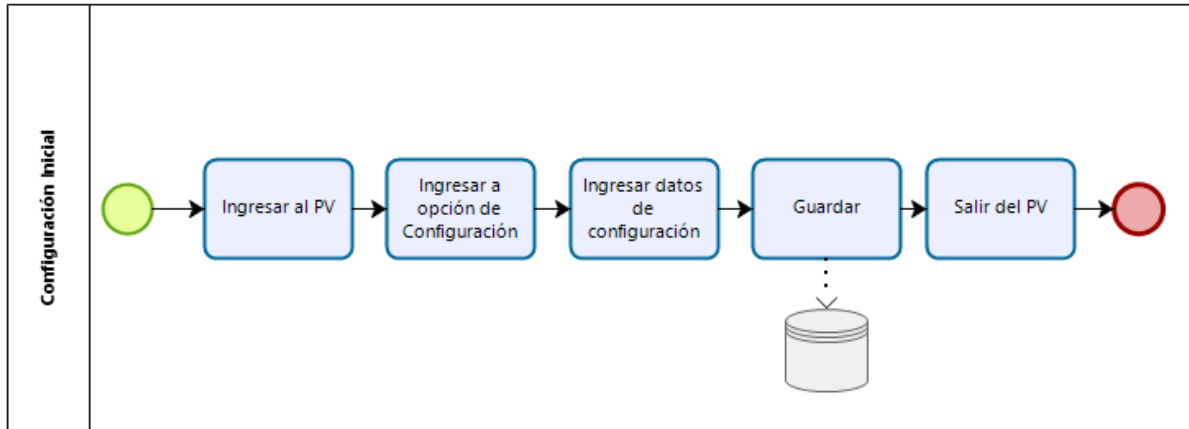 Configuración Inicial
Ingresar al PV
Ingresar a
opción de
Configuración
Ingresar datos
de
configuración
Guardar
Salir del PV